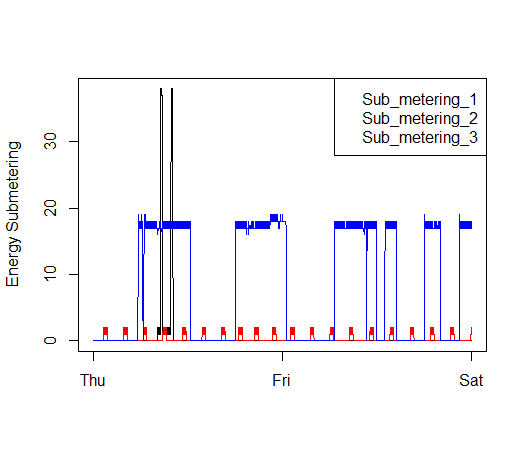 Sub_metering_1
Sub_metering_2
Sub_metering_3
Energy Submetering
30
20
10
0
Thu
Fri
Sat